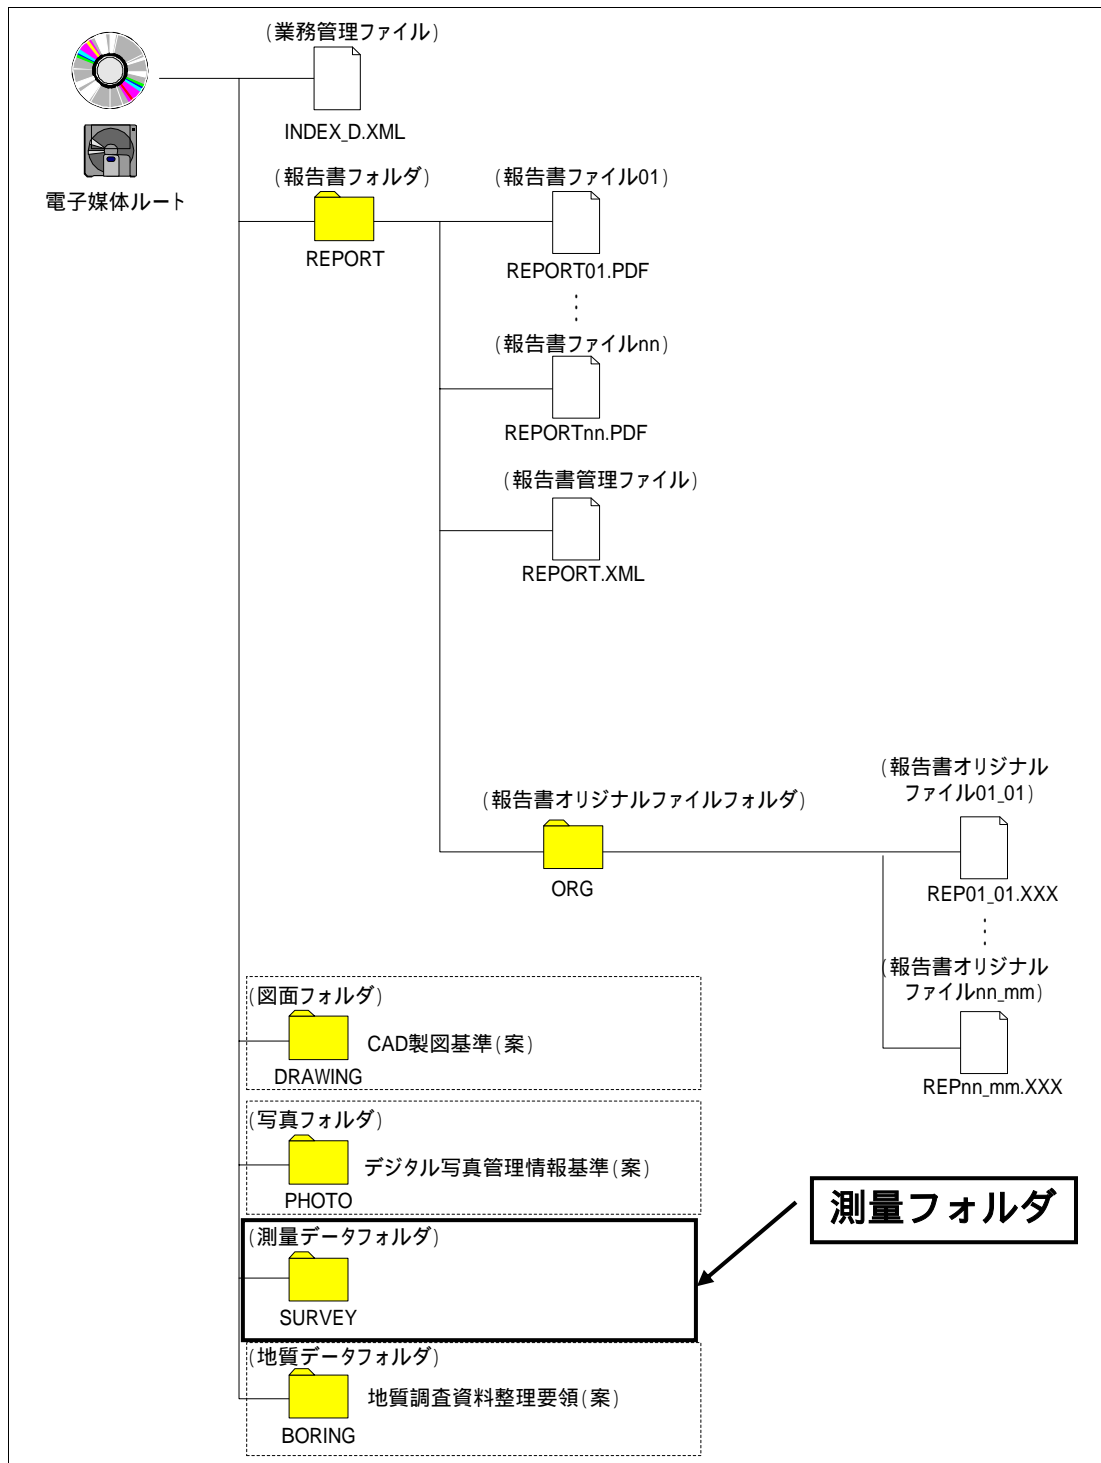 (業務管理ファイル)
INDEX_D.XML
電子媒体ルート
(報告書フォルダ)
REPORT
(報告書ファイル01)
REPORT01.PDF
(報告書ファイルnn)
REPORTnn.PDF
(報告書管理ファイル)
REPORT.XML
(報告書オリジナルファイルフォルダ)
ORG
(報告書オリジナル
ファイル01_01)
REP01_01.XXX
(報告書オリジナル
ファイルnn_mm)
REPnn_mm.XXX
(図面フォルダ)
CAD製図基準(案)
DRAWING
(写真フォルダ)
デジタル写真管理情報基準(案)
PHOTO
(測量データフォルダ)
SURVEY
測量フォルダ
(地質データフォルダ)
地質調査資料整理要領(案)
BORING